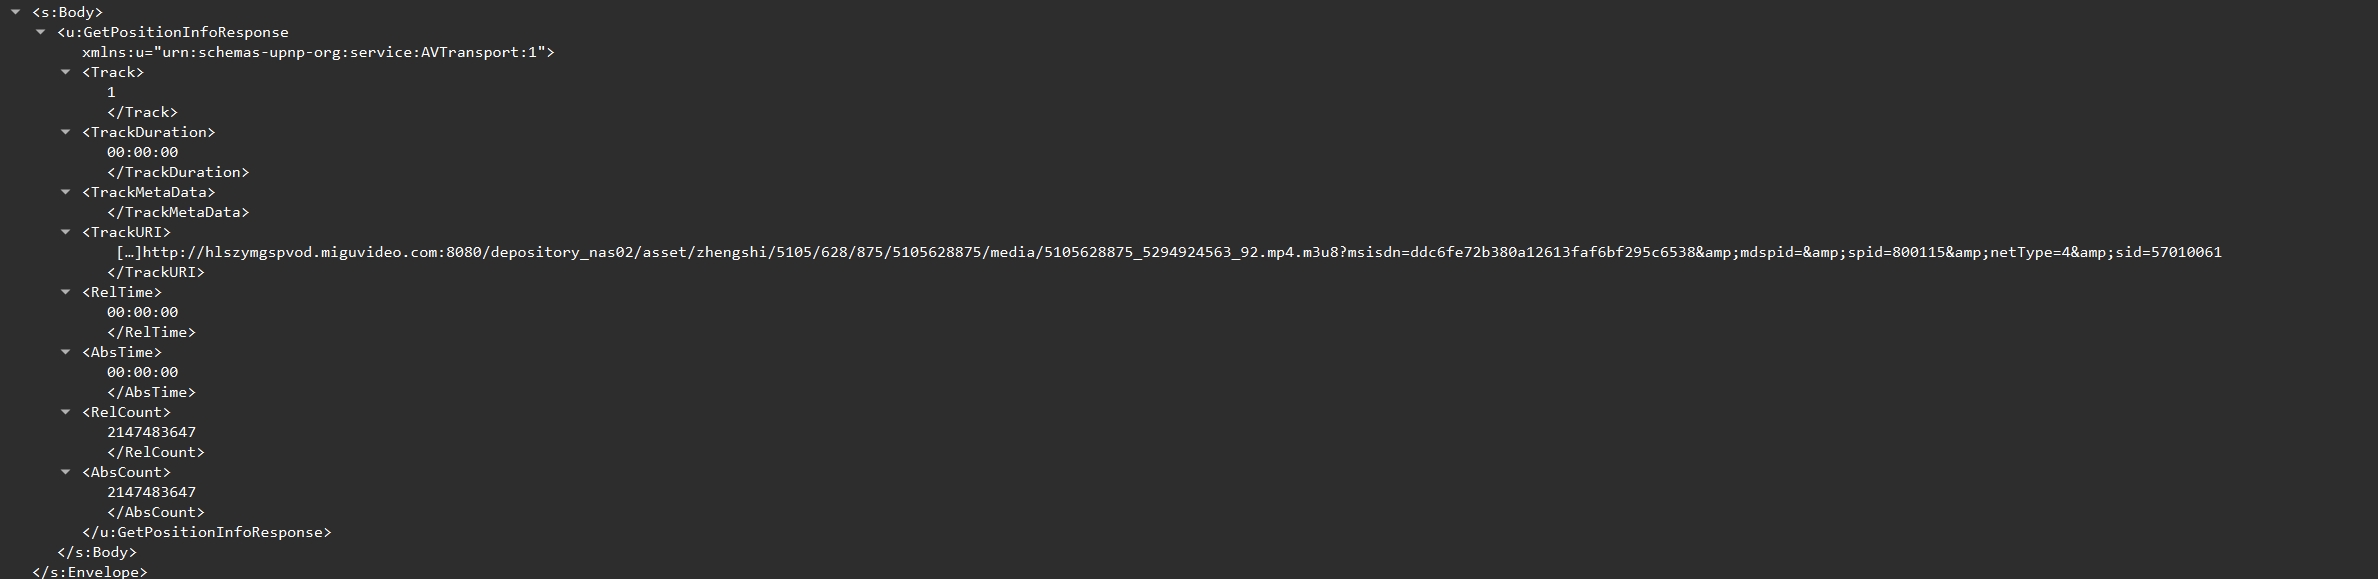 <s:Body>
<u:GetPositionInfoResponse
xmlns:u="urn:schemas-upnp-org:service:AVTransport:1">
<Track>
1
</Track>
<TrackDuration>
00:00:00
</TrackDuration>
<TrackMetaData>
</TrackMetaData>
<TrackURI>
[…]http://hlszymgspvod.miguvideo.com:8080/depository_nas02/asset/zhengshi/5105/628/875/5105628875/media/5105628875_5294924563_92.mp4.m3u8?msisdn=ddc6fe72b380a12613faf6bf295c6538&amp;mdspid=&amp;spid=800115&amp;netType=4&amp;sid=57010061
</TrackURI>
<RelTime>
00:00:00
</RelTime>
<AbsTime>
00:00:00
</AbsTime>
<RelCount>
2147483647
</RelCount>
<AbsCount>
2147483647
</AbsCount>
</u:GetPositionInfoResponse>
</s:Body>
</s:Envelope>